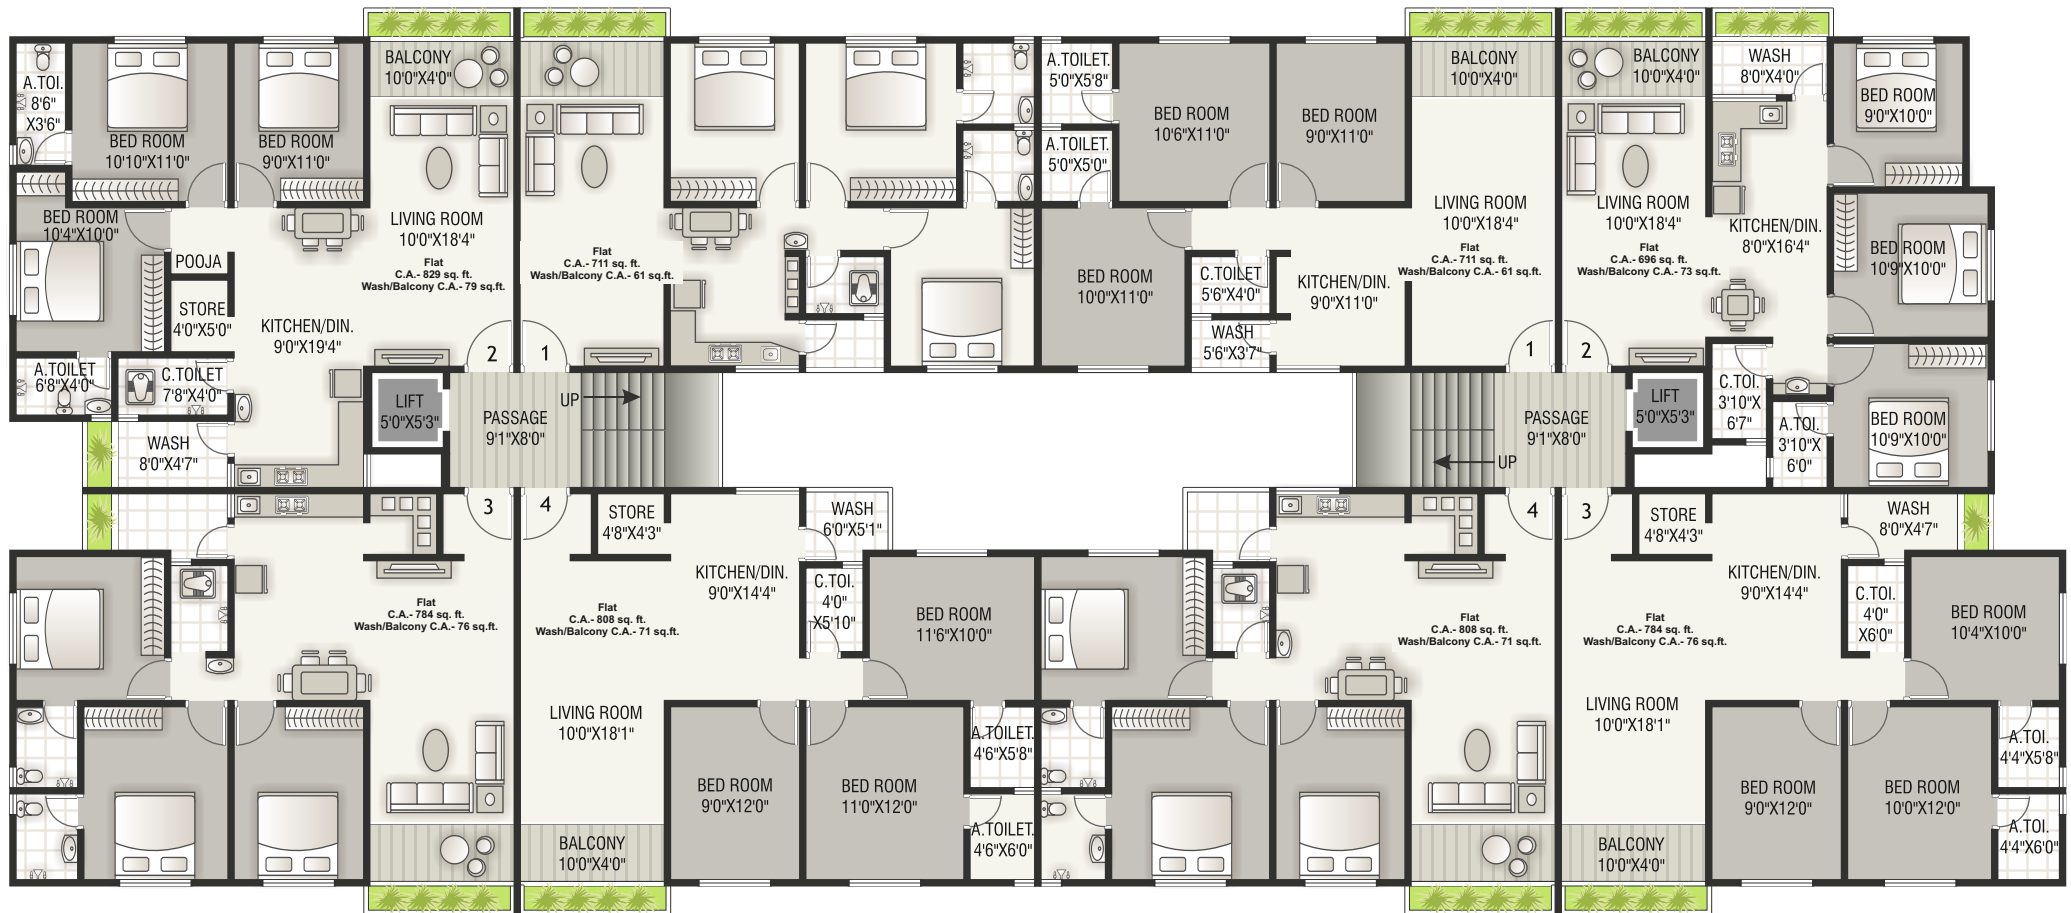 A.TOI.
8'6"
X3'6"
BED ROOM
10'10"X11'0"
BED ROOM
9'0"X11'0"
BALCONY
10'0"X4'0"
LIVING ROOM
10'0"X18'4"
Flat
C.A.- 829 sq. ft.
Wash/Balcony C.A.- 79 sq.ft.
BED ROOM
10'4"X10'0"
POOJA
STORE
4'0"X5'0"
KITCHEN/DIN.
9'0"X19'4"
A.TOILET
6'8"X4'0"
C.TOILET
7'8"X4'0"
WASH
8'0"X4'7"
2
1
LIFT
5'0"X5'3"
PASSAGE
9'1"X8'0"
UP
Flat
C.A.- 711 sq. ft.
Wash/Balcony C.A.- 61 sq.ft.
A.TOILET.
5'0"X5'8"
A.TOILET.
5'0"X5'0"
BED ROOM
10'6"X11'0"
BED ROOM
9'0"X11'0"
BALCONY
10'0"X4'0"
LIVING ROOM
10'0"X18'4"
Flat
C.A.- 711 sq. ft.
Wash/Balcony C.A.- 61 sq.ft.
BED ROOM
10'0"X11'0"
C.TOILET
5'6"X4'0"
WASH
5'6"X3'7"
KITCHEN/DIN.
9'0"X11'0"
1
2
BALCONY
10'0"X4'0"
WASH
8'0"X4'0"
BED ROOM
9'0"X10'0"
LIVING ROOM
10'0"X18'4"
Flat
C.A.- 696 sq. ft.
Wash/Balcony C.A.- 73 sq.ft.
KITCHEN/DIN.
8'0"X16'4"
BED ROOM
10'9"X10'0"
C.TOI.
3'10"X
6'7"
A.TOI.
3'10"X
6'0"
BED ROOM
10'9"X10'0"
LIFT
5'0"X5'3"
PASSAGE
9'1"X8'0"
UP
3
4
Flat
C.A.- 784 sq. ft.
Wash/Balcony C.A.- 76 sq.ft.
STORE
4'8"X4'3"
WASH
6'0"X5'1"
KITCHEN/DIN.
9'0"X14'4"
C.TOI.
4'0"
X5'10"
BED ROOM
11'6"X10'0"
Flat
C.A.- 808 sq. ft.
Wash/Balcony C.A.- 71 sq.ft.
LIVING ROOM
10'0"X18'1"
BED ROOM
9'0"X12'0"
BED ROOM
11'0"X12'0"
A.TOILET.
4'6"X5'8"
A.TOILET.
4'6"X6'0"
BALCONY
10'0"X4'0"
4
3
Flat
C.A.- 808 sq. ft.
Wash/Balcony C.A.- 71 sq.ft.
STORE
4'8"X4'3"
WASH
8'0"X4'7"
KITCHEN/DIN.
9'0"X14'4"
C.TOI.
4'0"
X6'0"
BED ROOM
10'4"X10'0"
Flat
C.A.- 784 sq. ft.
Wash/Balcony C.A.- 76 sq.ft.
LIVING ROOM
10'0"X18'1"
BED ROOM
9'0"X12'0"
BED ROOM
10'0"X12'0"
A.TOI.
4'4"X5'8"
A.TOI.
4'4"X6'0"
BALCONY
10'0"X4'0"